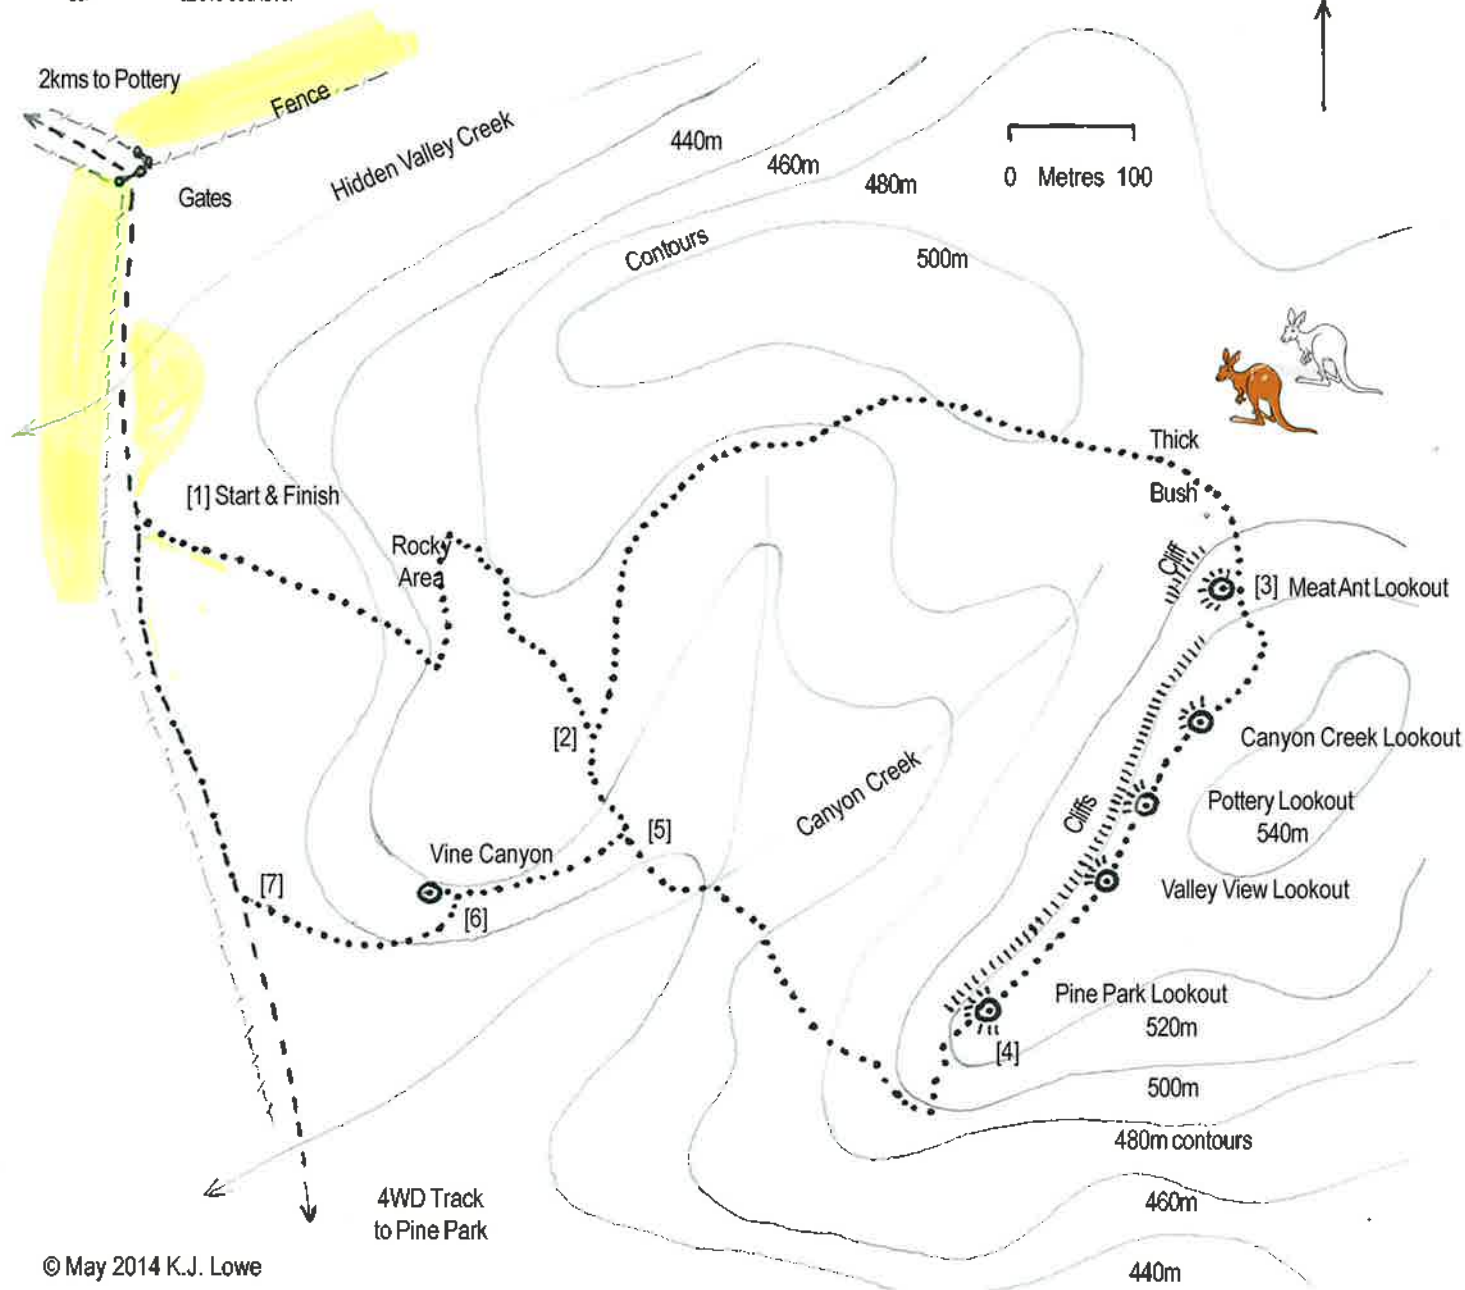 2kms to Pottery
Fence
Hidden Valley Creek
Gates
440m
460m
480m
0 Metres 100
Contours
500m
[1] Start & Finish
Thick
Bush
Rocky
Area
Cliff
[3] Meat Ant Lookout
[2]
Canyon Creek Lookout
Canyon Creek
Cliffs
Pottery Lookout
540m
[5]
Vine Canyon
Valley View Lookout
[7]
[6]
Pine Park Lookout
520m
[4]
500m
480m contours
4WD Track
to Pine Park
460m
© May 2014 K.J. Lowe
440m